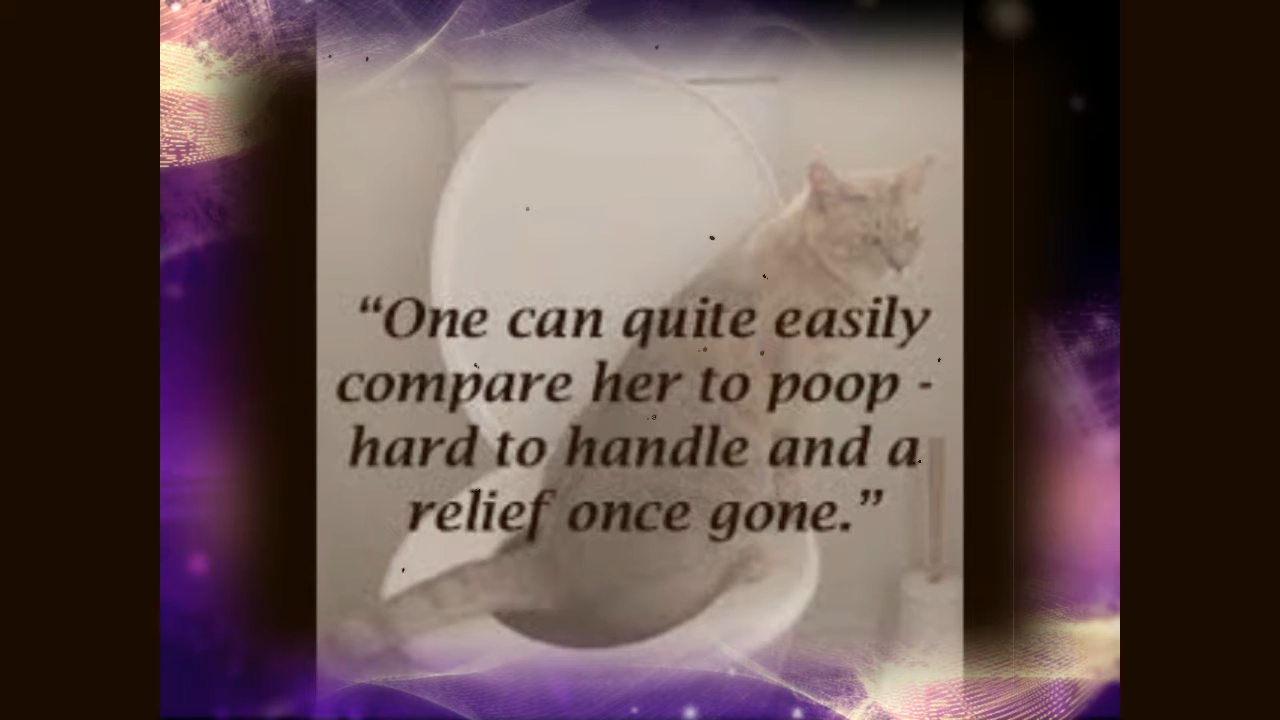 “One can quite easily
compare her to poop -
hard to handle and a
relief once gone.”